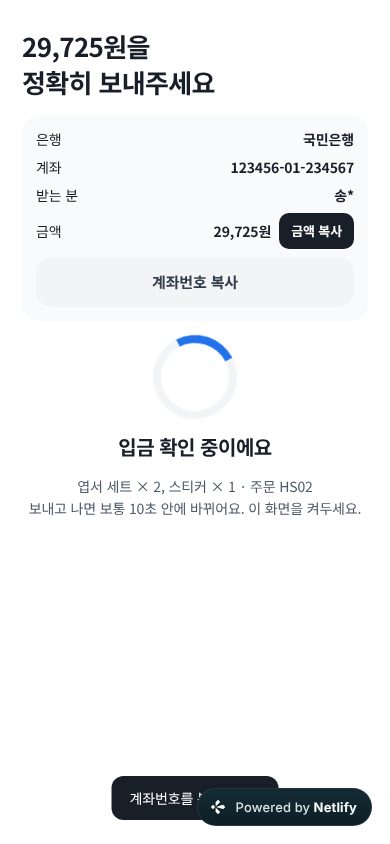 29,725원을
정확히 보내주세요
은행 국민은행
계좌 123456-01-234567
받는 분 송*
금액 29,725원 금액 복사
계좌번호 복사
입금 확인 중이에요
엽서 세트 × 2, 스티커 × 1 · 주문 HS02
보내고 나면 보통 10초 안에 바뀌어요. 이 화면을 켜두세요.
계좌번호를
Powered by Netlify